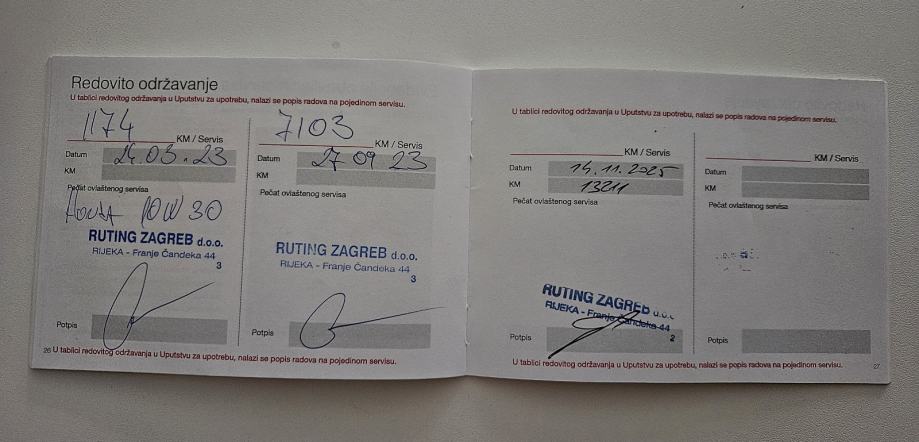 Redovito održavanje
U tablici redovitog održavanja u Uputstvu za upotrebu, nalazi se popis radova na pojedinom servisu.
1174
KM / Servis
Datum 24.03.23
KM
Pečat ovlaštenog servisa
HONDA 10W30
RUTING ZAGREB d.o.o.
RIJEKA - Franje Čandeka 44
3
Potpis
7103
KM / Servis
Datum 27 09 23
KM
Pečat ovlaštenog servisa
RUTING ZAGREB d.o.o.
RIJEKA - Franje Čandeka 44
3
Potpis
26 U tablici redovitog održavanja u Uputstvu za upotrebu, nalazi se popis radova na pojedinom servisu.
U tablici redovitog održavanja u Uputstvu za upotrebu, nalazi se popis radova na pojedinom servisu.
KM / Servis
Datum 14.11.2025
KM 13211
Pečat ovlaštenog servisa
RUTING ZAGREB d.o.o.
RIJEKA - Franje Čandeka 44
2
Potpis
KM / Servis
Datum
KM
Pečat ovlaštenog servisa
Potpis
U tablici redovitog održavanja u Uputstvu za upotrebu, nalazi se popis radova na pojedinom servisu. 27